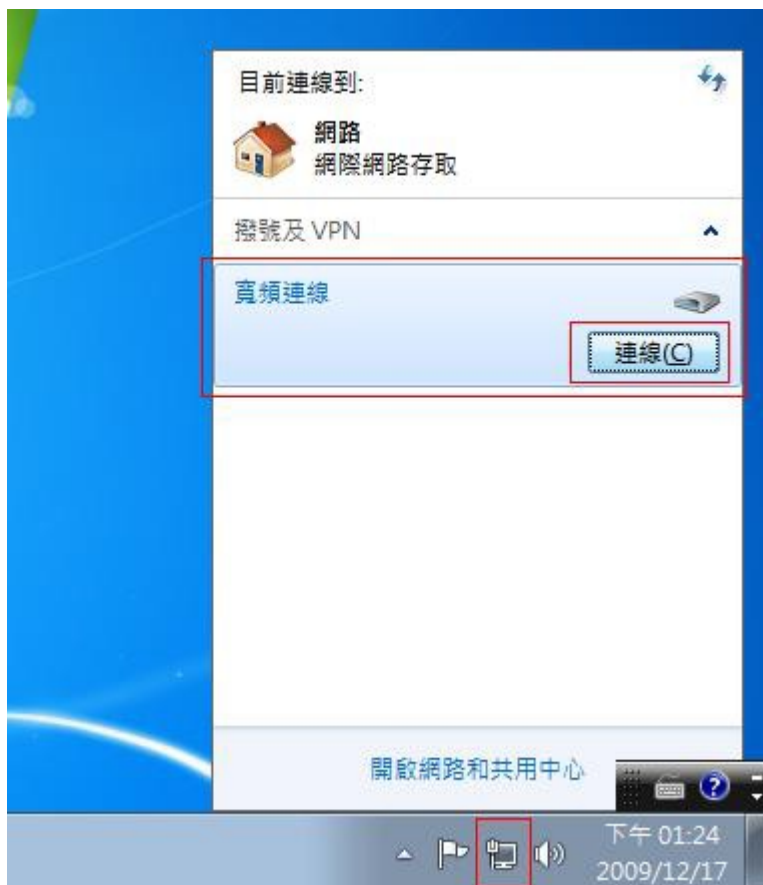 目前連線到:
網路
網際網路存取
撥號及 VPN
寬頻連線
連線(C)
開啟網路和共用中心
下午 01:24
2009/12/17